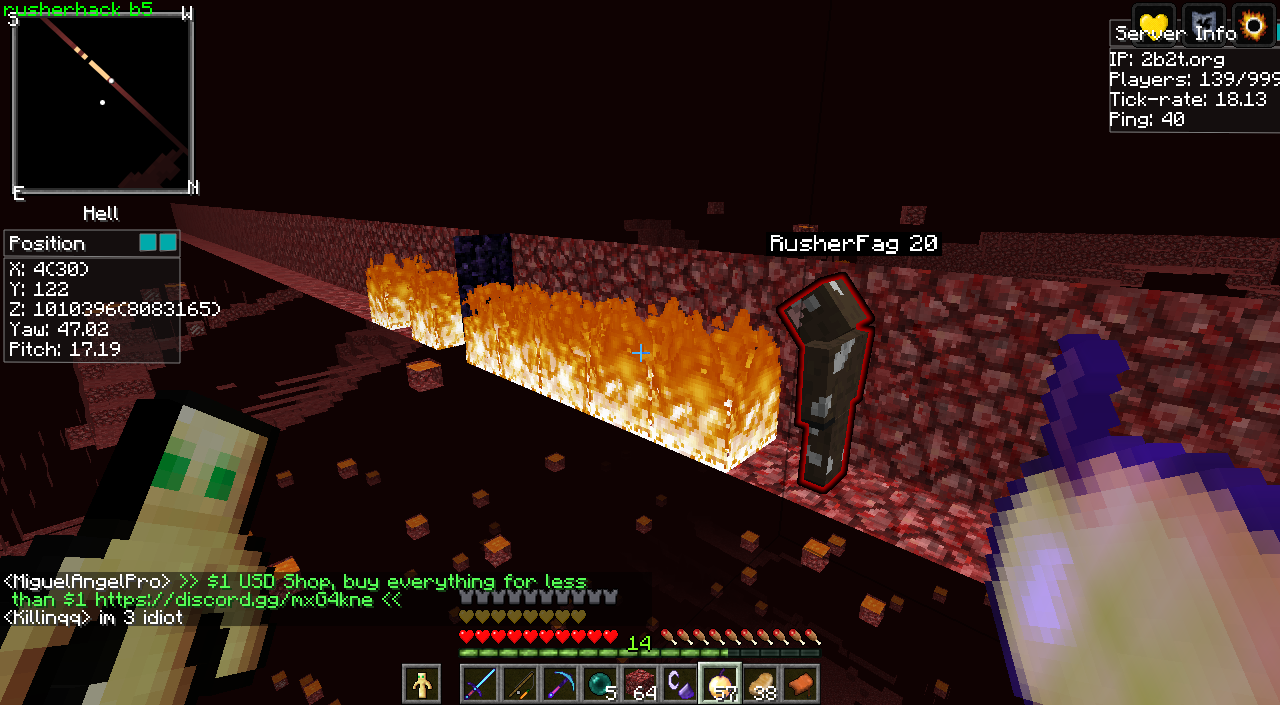 rusherhack b5
S
W
E
N
Hell
Position
X: 4(30)
Y: 122
Z: 1010396(8083165)
Yaw: 47.02
Pitch: 17.19
Server Info
IP: 2b2t.org
Players: 139/999
Tick-rate: 18.13
Ping: 40
RusherFag 20
<MiguelAngelPro> >> $1 USD Shop, buy everything for less
than $1 https://discord.gg/mxG4kne <<
<Killinqq> im 3 idiot
14
5
64
57
38